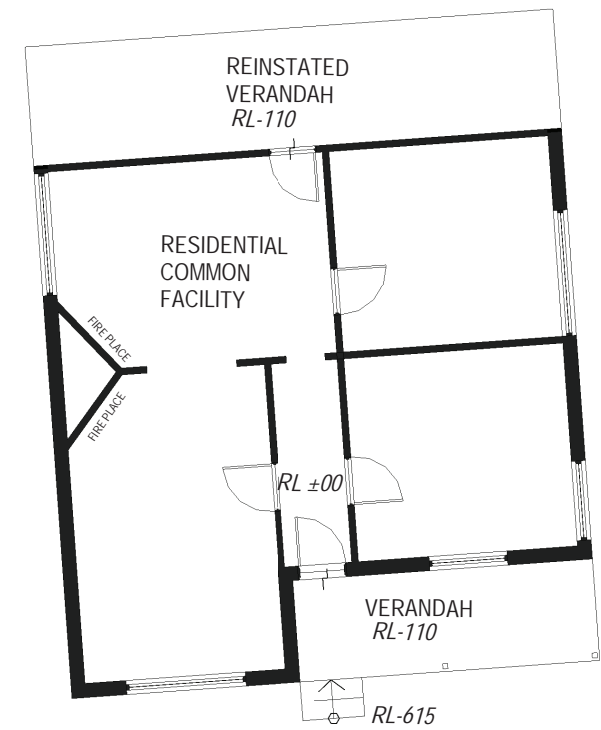 REINSTATED
VERANDAH
RL-110
RESIDENTIAL
COMMON
FACILITY
FIRE PLACE
FIRE PLACE
RL ±00
VERANDAH
RL-110
RL-615